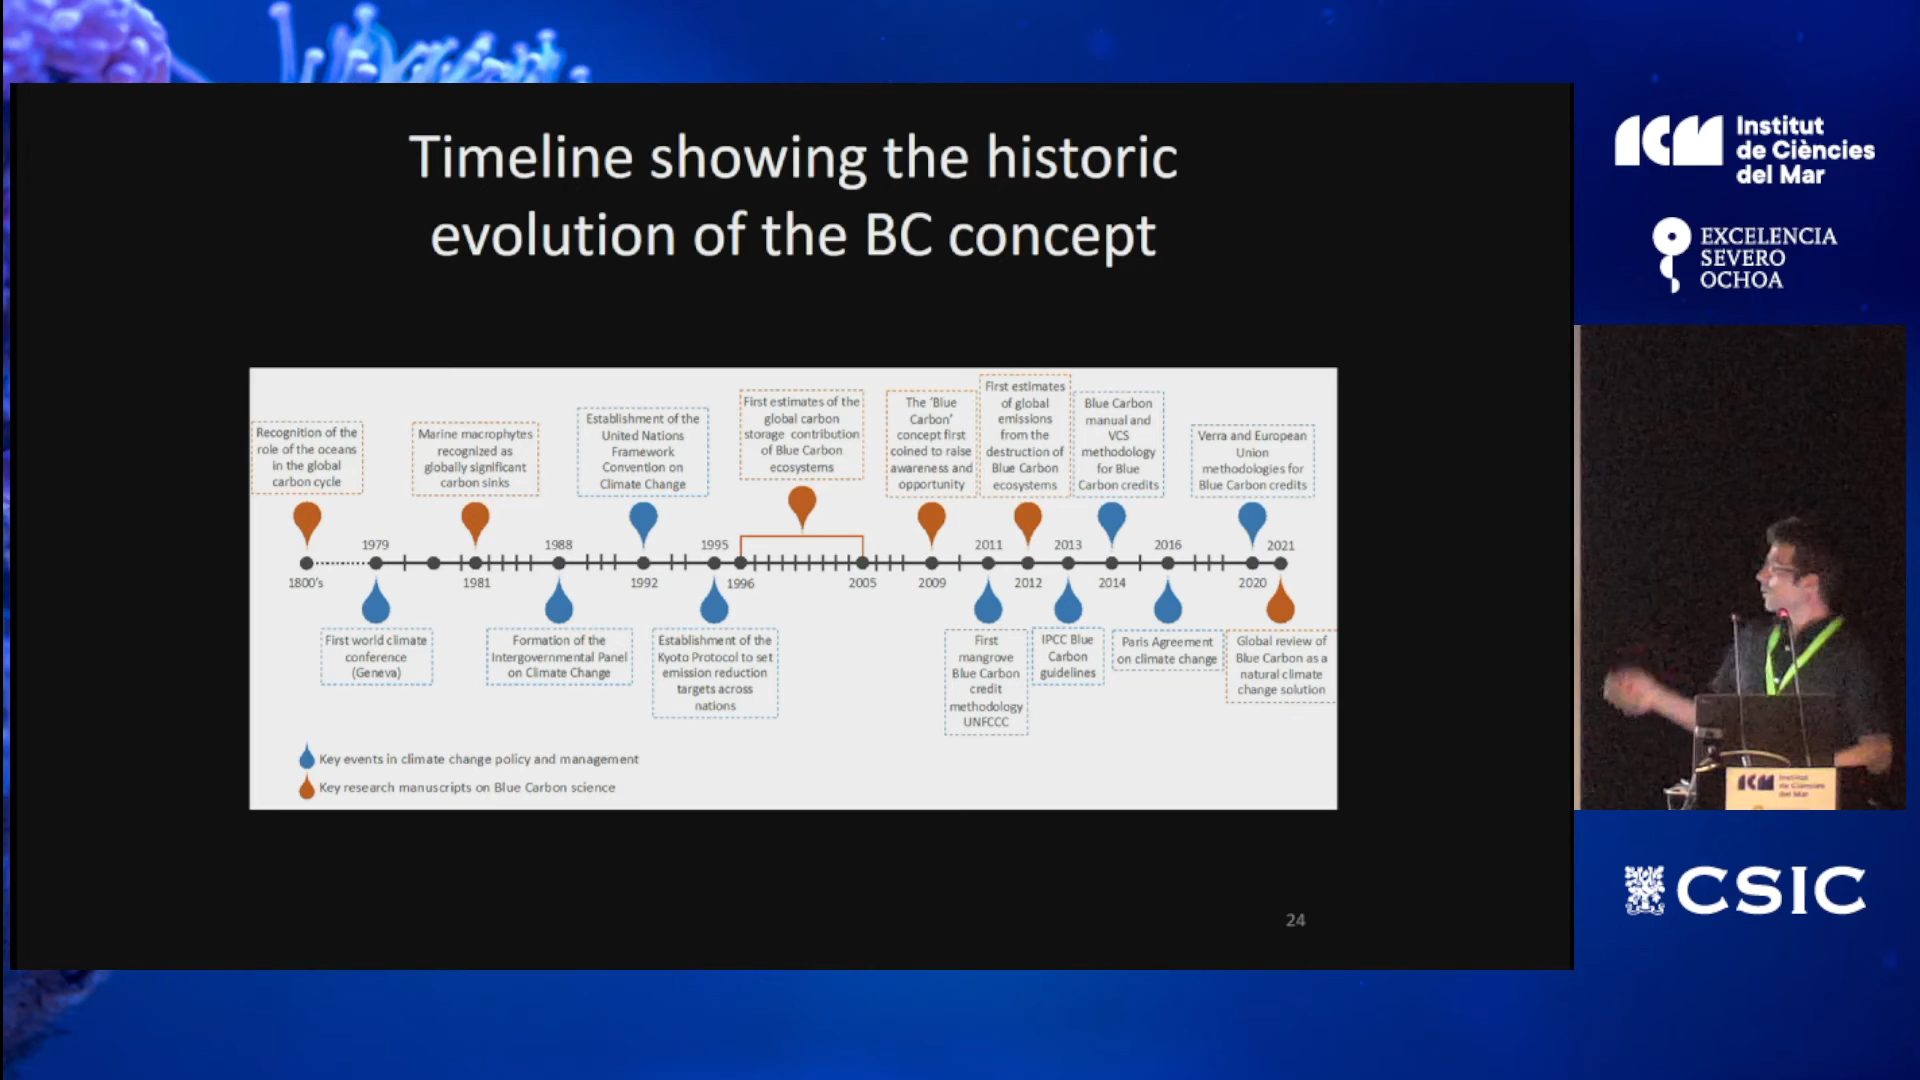 Timeline showing the historic
evolution of the BC concept
Recognition of the
role of the oceans
in the global
carbon cycle
Marine macrophytes
recognized as
globally significant
carbon sinks
Establishment of the
United Nations
Framework
Convention on
Climate Change
First estimates of the
global carbon
storage contribution
of Blue Carbon
ecosystems
The ‘Blue
Carbon’
concept first
coined to raise
awareness and
opportunity
First estimates
of global
emissions
from the
destruction of
Blue Carbon
ecosystems
Blue Carbon
manual and
VCS
methodology
for Blue
Carbon credits
Verra and European
Union
methodologies for
Blue Carbon credits
1979
1988
1995
2011
2013
2016
2021
1800's
1981
1992
1996
2005
2009
2012
2014
2020
First world climate
conference
(Geneva)
Formation of the
Intergovernmental Panel
on Climate Change
Establishment of the
Kyoto Protocol to set
emission reduction
targets across
nations
First
mangrove
Blue Carbon
credit
methodology
UNFCCC
IPCC Blue
Carbon
guidelines
Paris Agreement
on climate change
Global review of
Blue Carbon as a
natural climate
change solution
Key events in climate change policy and management
Key research manuscripts on Blue Carbon science
24
ICM
Institut
de Ciències
del Mar
EXCELENCIA
SEVERO
OCHOA
ICM
Institut
de Ciències
del Mar
CSIC